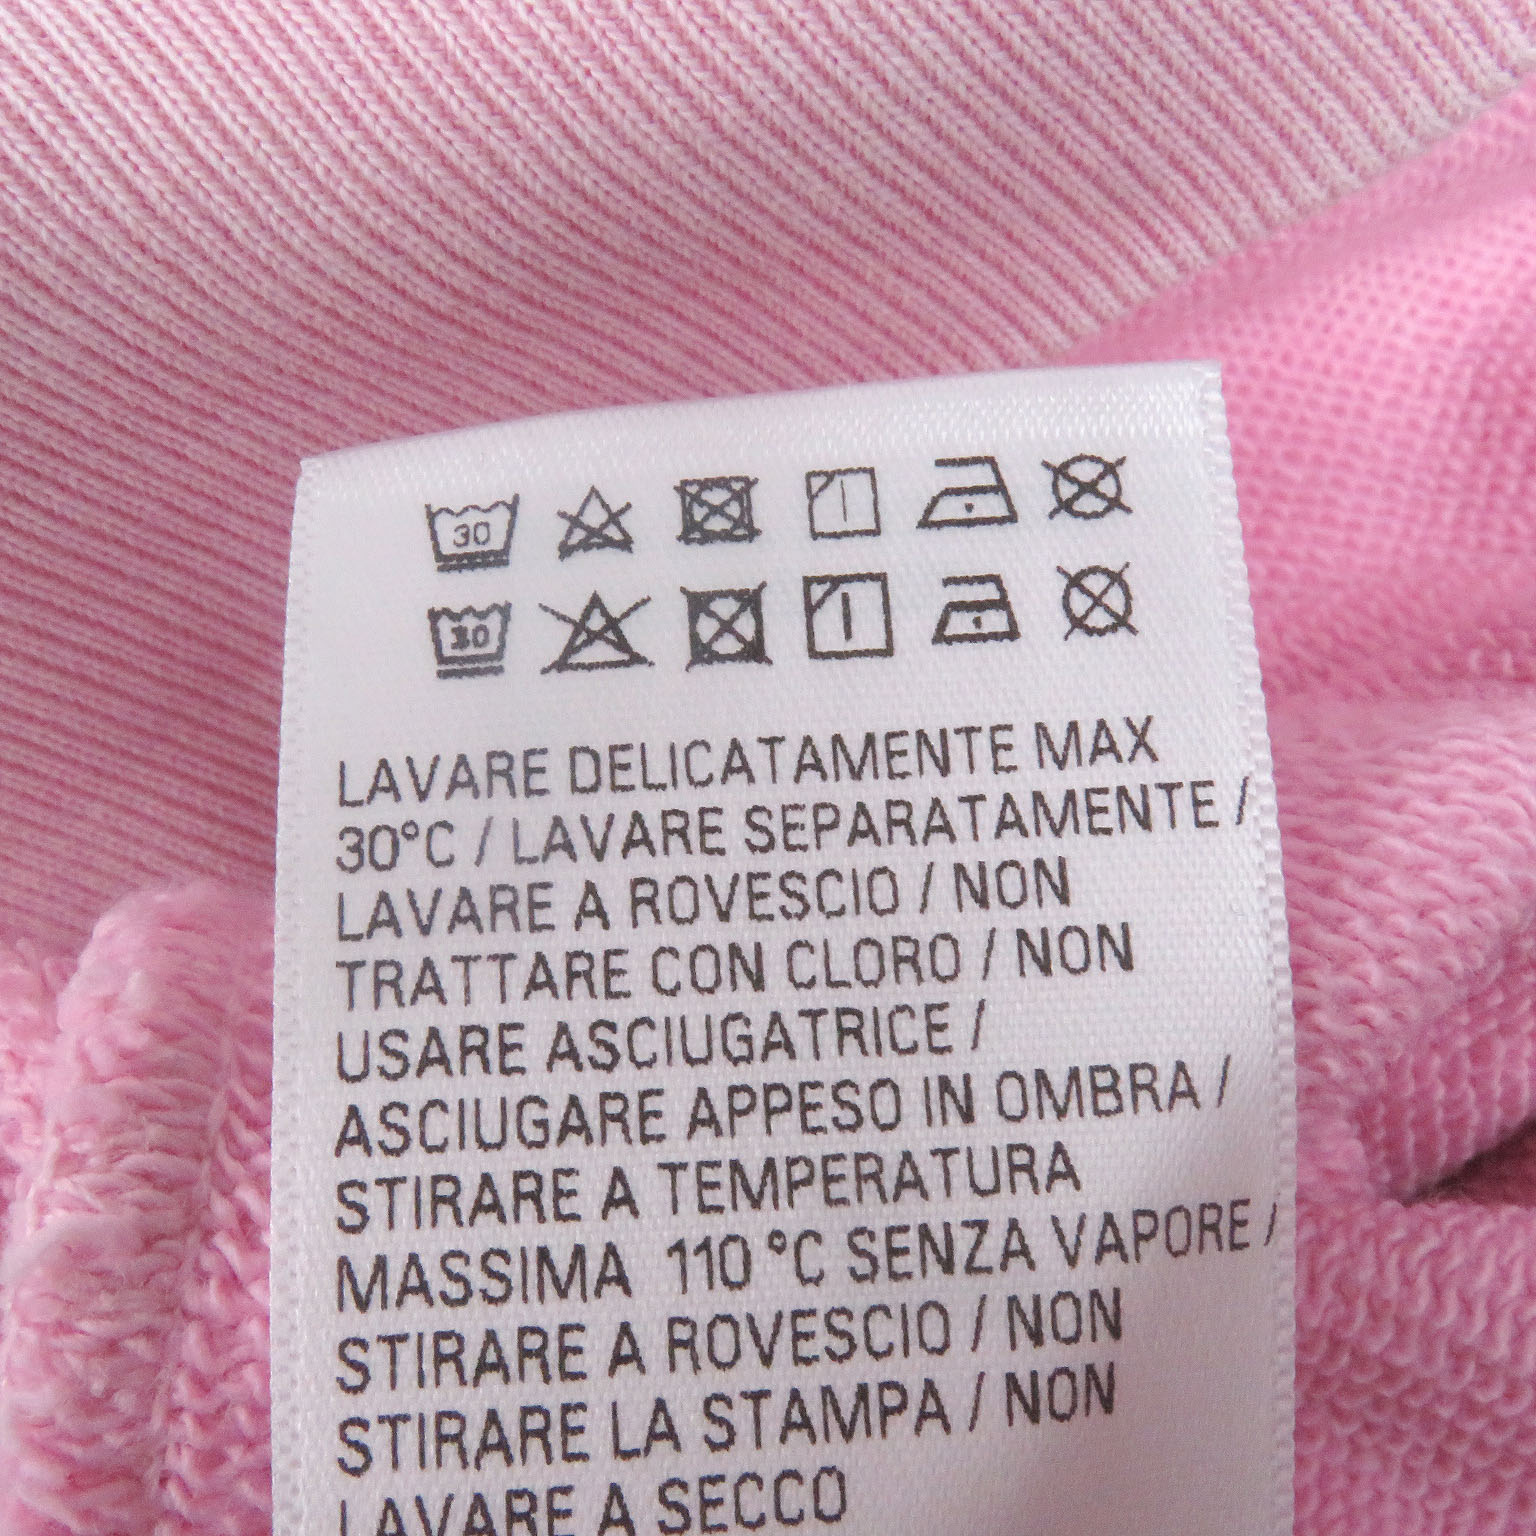 30
30
LAVARE DELICATAMENTE MAX
30°C / LAVARE SEPARATAMENTE /
LAVARE A ROVESCIO / NON
TRATTARE CON CLORO / NON
USARE ASCIUGATRICE /
ASCIUGARE APPESO IN OMBRA /
STIRARE A TEMPERATURA
MASSIMA 110 °C SENZA VAPORE /
STIRARE A ROVESCIO / NON
STIRARE LA STAMPA / NON
LAVARE A SECCO